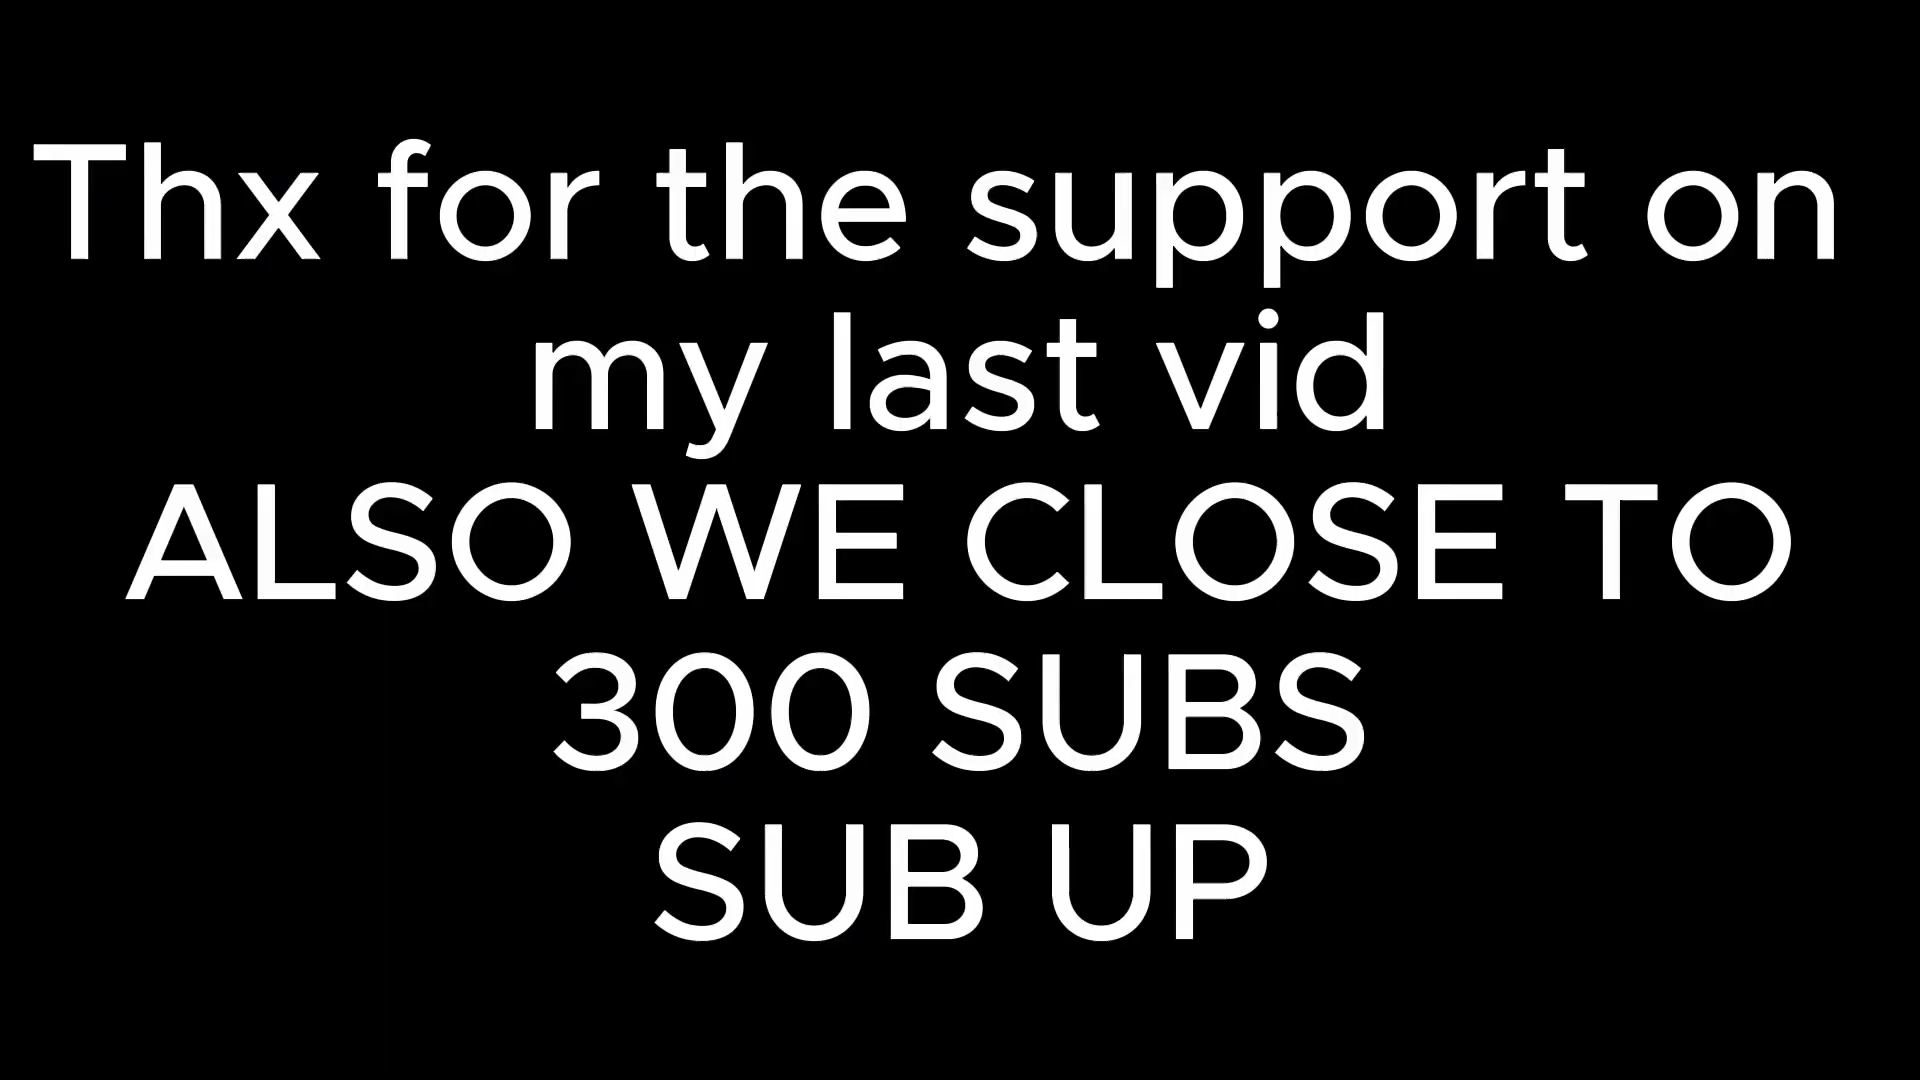 Thx for the support on
my last vid
ALSO WE CLOSE TO
300 SUBS
SUB UP